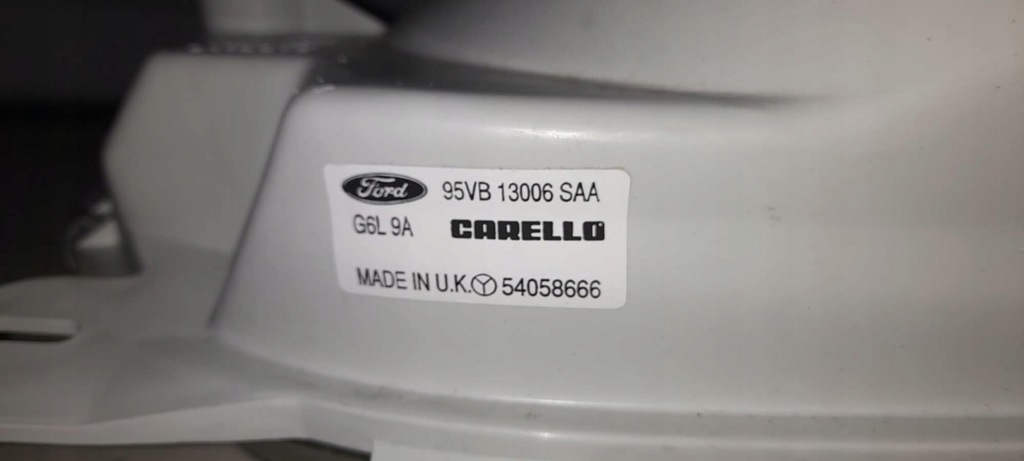 Ford 95VB 13006 SAA
G6L 9A CARELLO
MADE IN U.K. 54058666